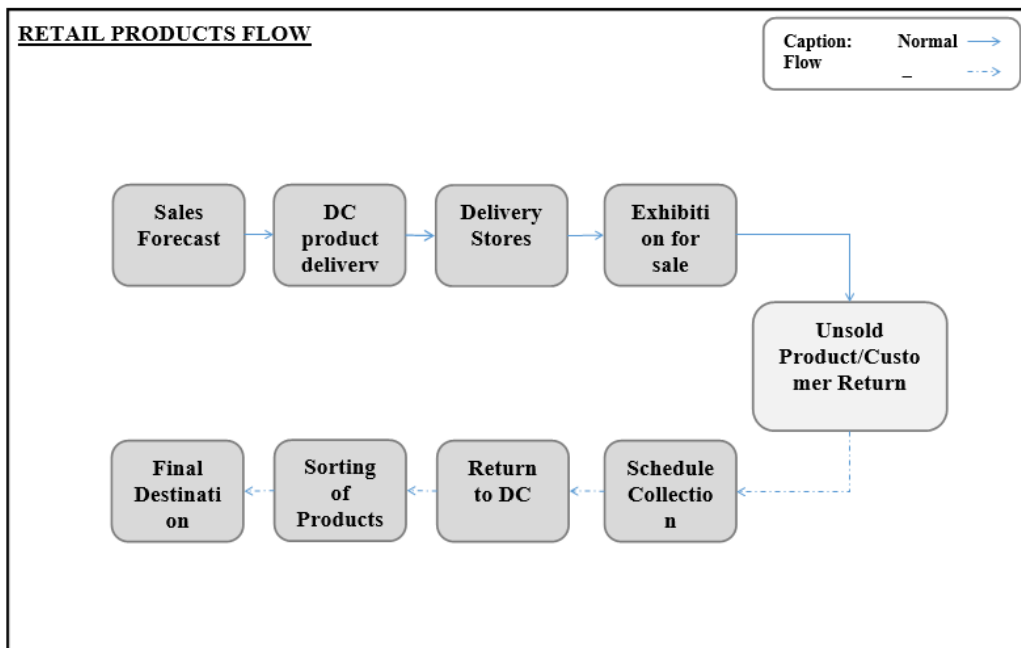 RETAIL PRODUCTS FLOW
Caption: Normal
Flow
_
Sales
Forecast
DC
product
delivery
Delivery
Stores
Exhibiti
on for
sale
Unsold
Product/Custo
mer Return
Final
Destinati
on
Sorting
of
Products
Return
to DC
Schedule
Collectio
n